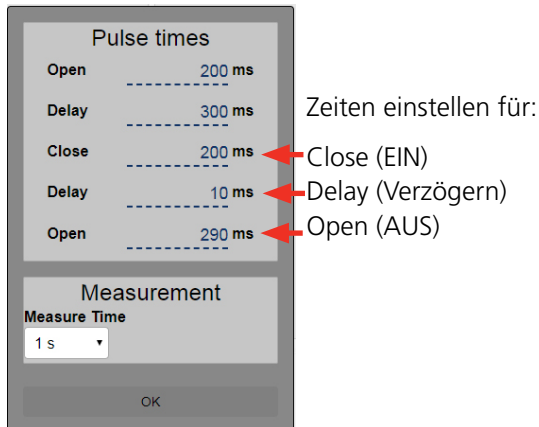 Pulse times
Open 200 ms
Delay 300 ms
Zeiten einstellen für:
Close 200 ms
Close (EIN)
Delay 10 ms
Delay (Verzögern)
Open 290 ms
Open (AUS)
Measurement
Measure Time
1 s
OK